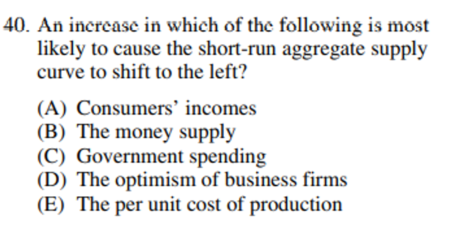 40. An increase in which of the following is most
likely to cause the short-run aggregate supply
curve to shift to the left?
(A) Consumers' incomes
(B) The money supply
(C) Government spending
(D) The optimism of business firms
(E) The per unit cost of production